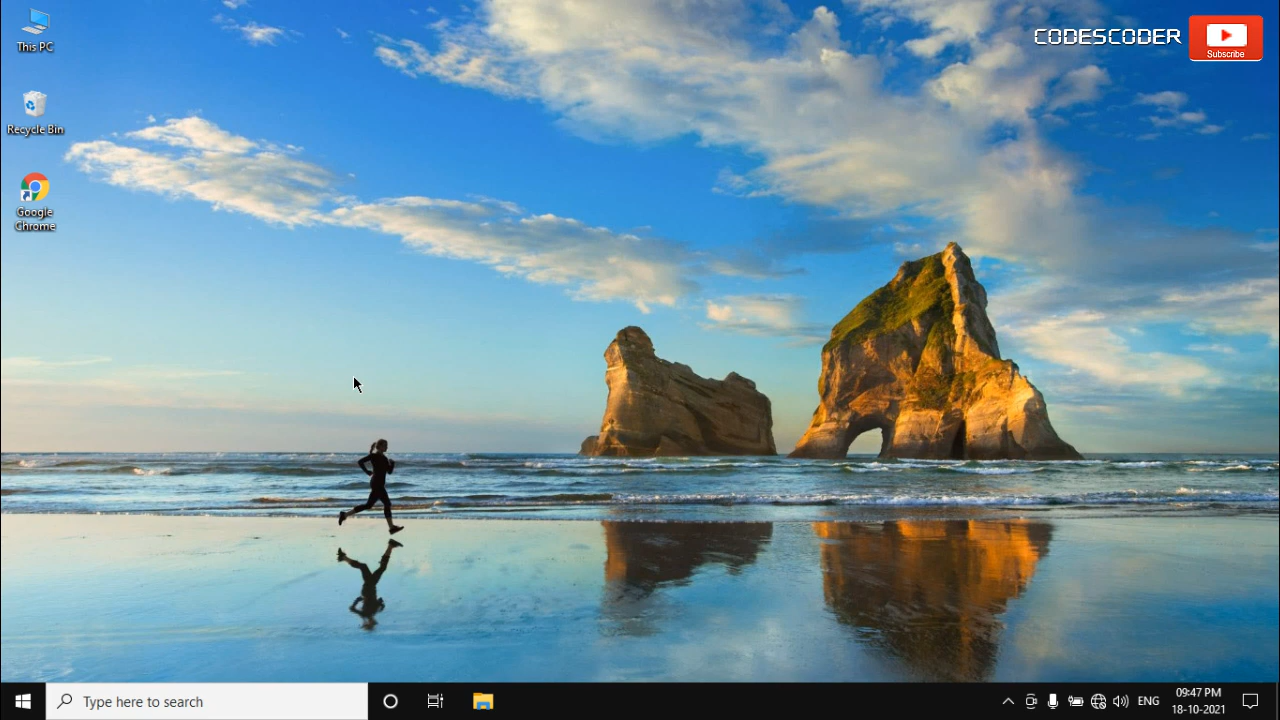 This PC
CODESCODER
Subscribe
Recycle Bin
Google
Chrome
Type here to search
ENG
09:47 PM
18-10-2021